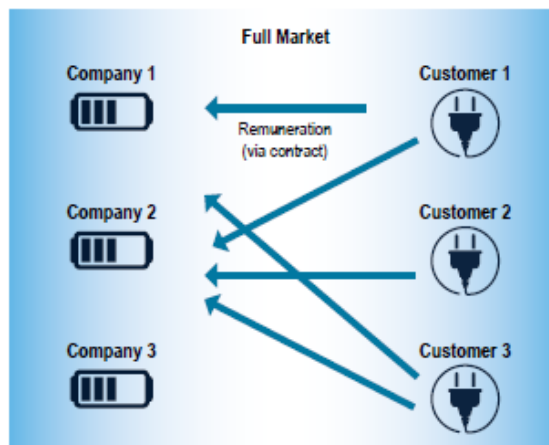 Full Market
Company 1
Customer 1
Remuneration
(via contract)
Company 2
Customer 2
Company 3
Customer 3